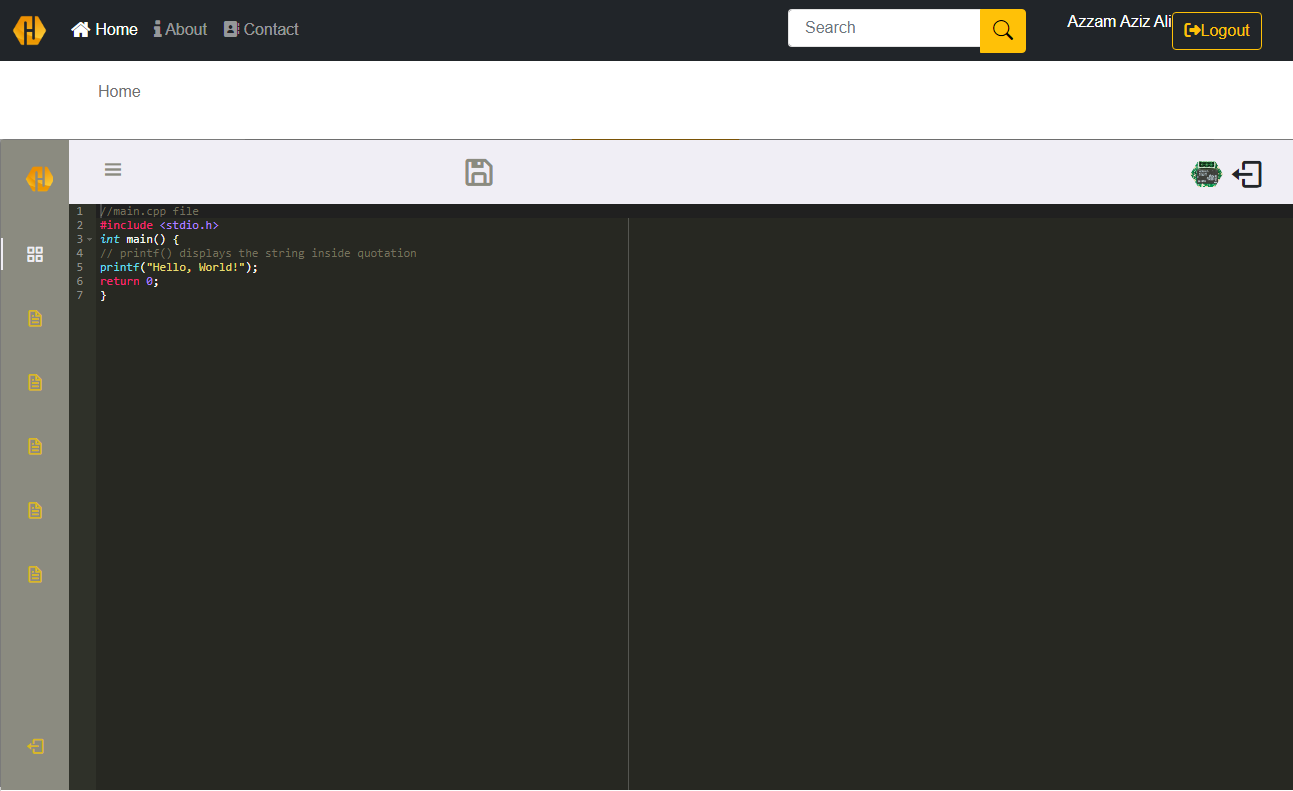 Home About Contact Search Azzam Aziz Ali Logout
Home
1 //main.cpp file
2 #include <stdio.h>
3 int main() {
4 // printf() displays the string inside quotation
5 printf("Hello, World!");
6 return 0;
7 }